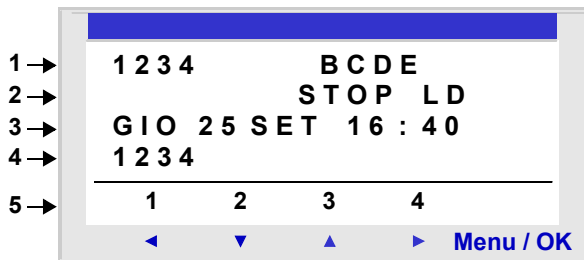 1 1234 BCDE
2 STOP LD
3 GIO 25 SET 16:40
4 1234
5 1 2 3 4
Menu / OK